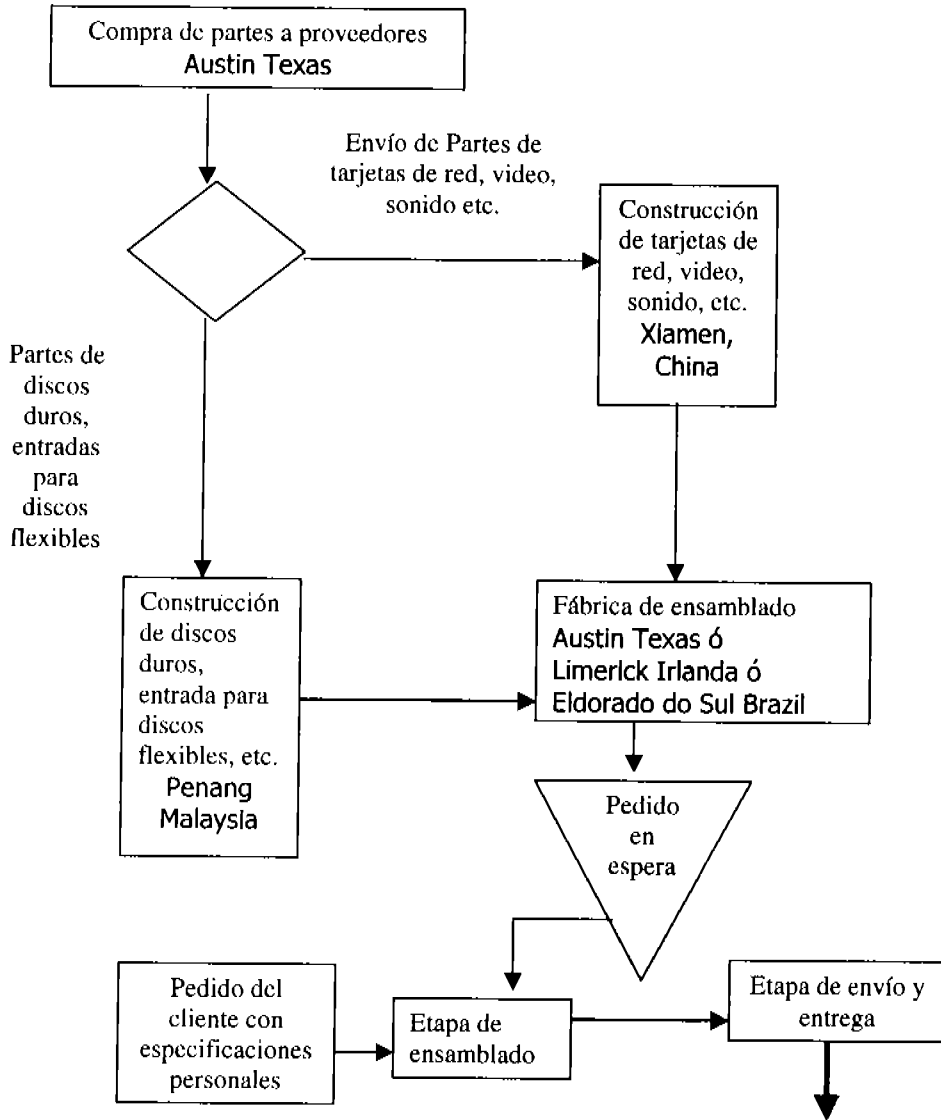 Compra de partes a proveedores
Austin Texas
Envío de Partes de
tarjetas de red, video,
sonido etc.
Construcción
de tarjetas de
red, video,
sonido, etc.
Xiamen,
China
Partes de
discos
duros,
entradas
para
discos
flexibles
Construcción
de discos
duros,
entrada para
discos
flexibles, etc.
Penang
Malaysia
Fábrica de ensamblado
Austin Texas ó
Limerick Irlanda ó
Eldorado do Sul Brazil
Pedido
en
espera
Pedido del
cliente con
especificaciones
personales
Etapa de
ensamblado
Etapa de envío y
entrega